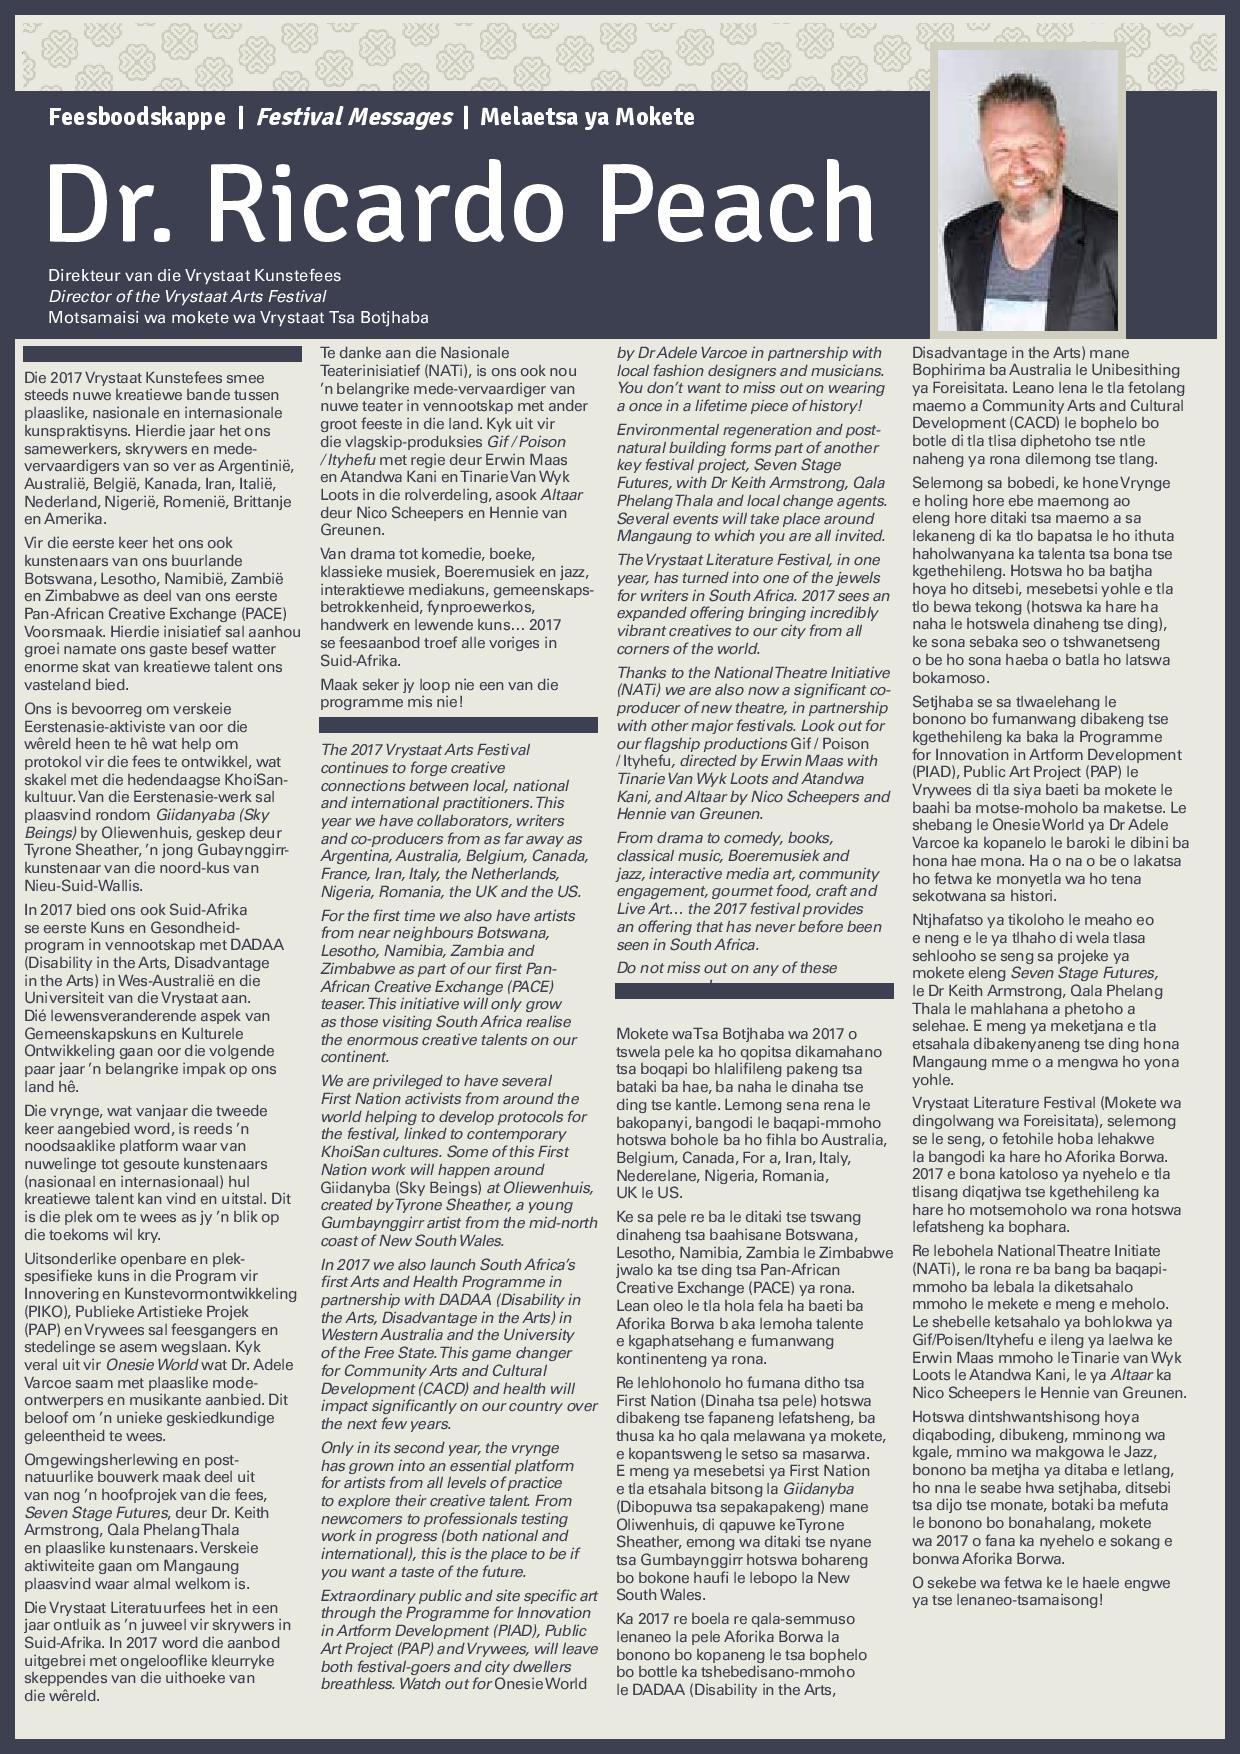 Feesboodskappe | Festival Messages | Melaetsa ya Mokete
Dr. Ricardo Peach
Direkteur van die Vrystaat Kunstefees
Director of the Vrystaat Arts Festival
Motsamaisi wa mokete wa Vrystaat Tsa Botjhaba
Die 2017 Vrystaat Kunstefees smee
steeds nuwe kreatiewe bande tussen
plaaslike, nasionale en internasionale
kunspraktisyns. Hierdie jaar het ons
samewerkers, skrywers en mede-
vervaardigers van so ver as Argentinië,
Australië, België, Kanada, Iran, Italië,
Nederland, Nigerië, Romenië, Brittanje
en Amerika.
Vir die eerste keer het ons ook
kunstenaars van ons buurlande
Botswana, Lesotho, Namibië, Zambië
en Zimbabwe as deel van ons eerste
Pan-African Creative Exchange (PACE)
Voorsmaak. Hierdie inisiatief sal aanhou
groei namate ons gaste besef watter
enorme skat van kreatiewe talent ons
vasteland bied.
Ons is bevoorreg om verskeie
Eerstenasie-aktiviste van oor die
wêreld heen te hê wat help om
protokol vir die fees te ontwikkel, wat
skakel met die hedendaagse KhoiSan-
kultuur. Van die Eerstenasie-werk sal
plaasvind rondom Giidanyaba (Sky
Beings) by Oliewenhuis, geskep deur
Tyrone Sheather, 'n jong Gubaynggirr-
kunstenaar van die noord-kus van
Nieu-Suid-Wallis.
In 2017 bied ons ook Suid-Afrika
se eerste Kuns en Gesondheid-
program in vennootskap met DADAA
(Disability in the Arts, Disadvantage
in the Arts) in Wes-Australië en die
Universiteit van die Vrystaat aan.
Dié lewensveranderende aspek van
Gemeenskapskuns en Kulturele
Ontwikkeling gaan oor die volgende
paar jaar 'n belangrike impak op ons
land hê.
Die vrynge, wat vanjaar die tweede
keer aangebied word, is reeds 'n
noodsaaklike platform waar van
nuwelinge tot gesoute kunstenaars
(nasionaal en internasionaal) hul
kreatiewe talent kan vind en uitstal. Dit
is die plek om te wees as jy 'n blik op
die toekoms wil kry.
Uitsonderlike openbare en plek-
spesifieke kuns in die Program vir
Innovering en Kunstevormontwikkeling
(PIKO), Publieke Artistieke Projek
(PAP) en Vrywees sal feesgangers en
stedelinge se asem wegslaan. Kyk
veral uit vir Onesie World wat Dr. Adele
Varcoe saam met plaaslike mode-
ontwerpers en musikante aanbied. Dit
beloof om 'n unieke geskiedkundige
geleentheid te wees.
Omgewingsherlewing en post-
natuurlike bouwerk maak deel uit
van nog 'n hoofprojek van die fees,
Seven Stage Futures, deur Dr. Keith
Armstrong, Qala Phelang Thala
en plaaslike kunstenaars. Verskeie
aktiwiteite gaan om Mangaung
plaasvind waar almal welkom is.
Die Vrystaat Literatuurfees het in een
jaar ontluik as 'n juweel vir skrywers in
Suid-Afrika. In 2017 word die aanbod
uitgebrei met ongelooflike kleurryke
skeppendes van die uithoeke van
die wêreld.
Te danke aan die Nasionale
Teaterinisiatief (NATi), is ons ook nou
'n belangrike mede-vervaardiger van
nuwe teater in vennootskap met ander
groot feeste in die land. Kyk uit vir
die vlagskip-produksies Gif / Poison
/ Ityhefu met regie deur Erwin Maas
en Atandwa Kani en Tinarie Van Wyk
Loots in die rolverdeling, asook Altaar
deur Nico Scheepers en Hennie van
Greunen.
Van drama tot komedie, boeke,
klassieke musiek, Boeremusiek en jazz,
interaktiewe mediakuns, gemeenskaps-
betrokkenheid, fynproewerkos,
handwerk en lewende kuns… 2017
se feesaanbod troef alle voriges in
Suid-Afrika.
Maak seker jy loop nie een van die
programme mis nie!
The 2017 Vrystaat Arts Festival
continues to forge creative
connections between local, national
and international practitioners. This
year we have collaborators, writers
and co-producers from as far away as
Argentina, Australia, Belgium, Canada,
France, Iran, Italy, the Netherlands,
Nigeria, Romania, the UK and the US.
For the first time we also have artists
from near neighbours Botswana,
Lesotho, Namibia, Zambia and
Zimbabwe as part of our first Pan-
African Creative Exchange (PACE)
teaser. This initiative will only grow
as those visiting South Africa realise
the enormous creative talents on our
continent.
We are privileged to have several
First Nation activists from around the
world helping to develop protocols for
the festival, linked to contemporary
KhoiSan cultures. Some of this First
Nation work will happen around
Giidanyba (Sky Beings) at Oliewenhuis,
created by Tyrone Sheather, a young
Gumbaynggirr artist from the mid-north
coast of New South Wales.
In 2017 we also launch South Africa's
first Arts and Health Programme in
partnership with DADAA (Disability in
the Arts, Disadvantage in the Arts) in
Western Australia and the University
of the Free State. This game changer
for Community Arts and Cultural
Development (CACD) and health will
impact significantly on our country over
the next few years.
Only in its second year, the vrynge
has grown into an essential platform
for artists from all levels of practice
to explore their creative talent. From
newcomers to professionals testing
work in progress (both national and
international), this is the place to be if
you want a taste of the future.
Extraordinary public and site specific art
through the Programme for Innovation
in Artform Development (PIAD), Public
Art Project (PAP) and Vrywees, will leave
both festival-goers and city dwellers
breathless. Watch out for Onesie World
by Dr Adele Varcoe in partnership with
local fashion designers and musicians.
You don't want to miss out on wearing
a once in a lifetime piece of history!
Environmental regeneration and post-
natural building forms part of another
key festival project, Seven Stage
Futures, with Dr Keith Armstrong, Qala
Phelang Thala and local change agents.
Several events will take place around
Mangaung to which you are all invited.
The Vrystaat Literature Festival, in one
year, has turned into one of the jewels
for writers in South Africa. 2017 sees an
expanded offering bringing incredibly
vibrant creatives to our city from all
corners of the world.
Thanks to the National Theatre Initiative
(NATi) we are also now a significant co-
producer of new theatre, in partnership
with other major festivals. Look out for
our flagship productions Gif / Poison
/ Ityhefu, directed by Erwin Maas with
Tinarie Van Wyk Loots and Atandwa
Kani, and Altaar by Nico Scheepers and
Hennie van Greunen.
From drama to comedy, books,
classical music, Boeremusiek and
jazz, interactive media art, community
engagement, gourmet food, craft and
Live Art… the 2017 festival provides
an offering that has never before been
seen in South Africa.
Do not miss out on any of these
Mokete wa Tsa Botjhaba wa 2017 o
tswela pele ka ho qopitsa dikamahano
tsa boqapi bo hlalifileng pakeng tsa
bataki ba hae, ba naha le dinaha tse
ding tse kantle. Lemong sena rena le
bakopanyi, bangodi le baqapi-mmoho
hotswa bohole ba ho fihla bo Australia,
Belgium, Canada, For a, Iran, Italy,
Nederelane, Nigeria, Romania,
UK le US.
Ke sa pele re ba le ditaki tse tswang
dinaheng tsa baahisane Botswana,
Lesotho, Namibia, Zambia le Zimbabwe
jwalo ka tse ding tsa Pan-African
Creative Exchange (PACE) ya rona.
Lean oleo le tla hola fela ha baeti ba
Aforika Borwa b aka lemoha talente
e kgaphatsehang e fumanwang
kontinenteng ya rona.
Re lehlohonolo ho fumana ditho tsa
First Nation (Dinaha tsa pele) hotswa
dibakeng tse fapaneng lefatsheng, ba
thusa ka ho qala melawana ya mokete,
e kopantsweng le setso sa masarwa.
E meng ya mesebetsi ya First Nation
e tla etsahala bitsong la Giidanyba
(Dibopuwa tsa sepakapakeng) mane
Oliwenhuis, di qapuwe ke Tyrone
Sheather, emong wa ditaki tse nyane
tsa Gumbaynggirr hotswa bohareng
bo bokone haufi le lebopo la New
South Wales.
Ka 2017 re boela re qala-semmuso
lenaneo la pele Aforika Borwa la
bonono bo kopaneng le tsa bophelo
bo bottle ka tshebedisano-mmoho
le DADAA (Disability in the Arts,
Disadvantage in the Arts) mane
Bophirima ba Australia le Unibesithing
ya Foreisitata. Leano lena le tla fetolang
maemo a Community Arts and Cultural
Development (CACD) le bophelo bo
botle di tla tlisa diphetoho tse ntle
naheng ya rona dilemong tse tlang.
Selemong sa bobedi, ke hone Vrynge
e holing hore ebe maemong ao
eleng hore ditaki tsa maemo a sa
lekaneng di ka tlo bapatsa le ho ithuta
haholwanyana ka talenta tsa bona tse
kgethehileng. Hotswa ho ba batjha
hoya ho ditsebi, mesebetsi yohle e tla
tlo bewa tekong (hotswa ka hare ha
naha le hotswela dinaheng tse ding),
ke sona sebaka seo o tshwanetseng
o be ho sona haeba o batla ho latswa
bokamoso.
Setjhaba se sa tlwaelehang le
bonono bo fumanwang dibakeng tse
kgethehileng ka baka la Programme
for Innovation in Artform Development
(PIAD), Public Art Project (PAP) le
Vrywees di tla siya baeti ba mokete le
baahi ba motse-moholo ba maketse. Le
shebang le Onesie World ya Dr Adele
Varcoe ka kopanelo le baroki le dibini ba
hona hae mona. Ha o na o be o lakatsa
ho fetwa ke monyetla wa ho tena
sekotwana sa histori.
Ntjhafatso ya tikoloho le meaho eo
e neng e le ya tlhaho di wela tlasa
sehlooho se seng sa projeke ya
mokete eleng Seven Stage Futures,
le Dr Keith Armstrong, Qala Phelang
Thala le mahlahana a phetoho a
selehae. E meng ya meketjana e tla
etsahala dibakenyaneng tse ding hona
Mangaung mme o a mengwa ho yona
yohle.
Vrystaat Literature Festival (Mokete wa
dingolwang wa Foreisitata), selemong
se le seng, o fetohile hoba lehakwe
la bangodi ka hare ho Aforika Borwa.
2017 e bona katoloso ya nyehelo e tla
tlisang diqatjwa tse kgethehileng ka
hare ho motsemoholo wa rona hotswa
lefatsheng ka bophara.
Re lebohela National Theatre Initiate
(NATi), le rona re ba bang ba baqapi-
mmoho ba lebala la diketsahalo
mmoho le mekete e meng e meholo.
Le shebelle ketsahalo ya bohlokwa ya
Gif/Poisen/Ityhefu e ileng ya laelwa ke
Erwin Maas mmoho le Tinarie van Wyk
Loots le Atandwa Kani, le ya Altaar ka
Nico Scheepers le Hennie van Greunen.
Hotswa dintshwantshisong hoya
diqaboding, dibukeng, mminong wa
kgale, mmino wa makgowa le Jazz,
bonono ba metjha ya ditaba e letlang,
ho nna le seabe hwa setjhaba, ditsebi
tsa dijo tse monate, botaki ba mefuta
le bonono bo bonahalang, mokete
wa 2017 o fana ka nyehelo e sokang e
bonwa Aforika Borwa.
O sekebe wa fetwa ke le haele engwe
ya tse lenaneo-tsamaisong!